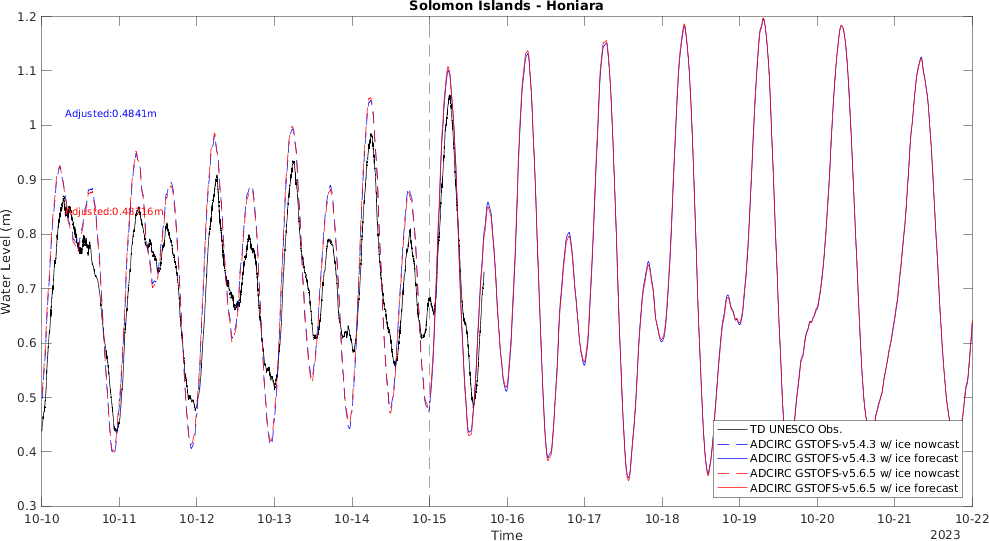 Solomon Islands - Honiara
1.2
1.1
1
0.9
0.8
0.7
0.6
0.5
0.4
0.3
Water Level (m)
Adjusted:0.4841m
TD UNESCO Obs.
ADCIRC GSTOFS-v5.4.3 w/ ice nowcast
ADCIRC GSTOFS-v5.4.3 w/ ice forecast
ADCIRC GSTOFS-v5.6.5 w/ ice nowcast
ADCIRC GSTOFS-v5.6.5 w/ ice forecast
10-10 10-11 10-12 10-13 10-14 10-15 10-16 10-17 10-18 10-19 10-20 10-21 10-22
Time
2023